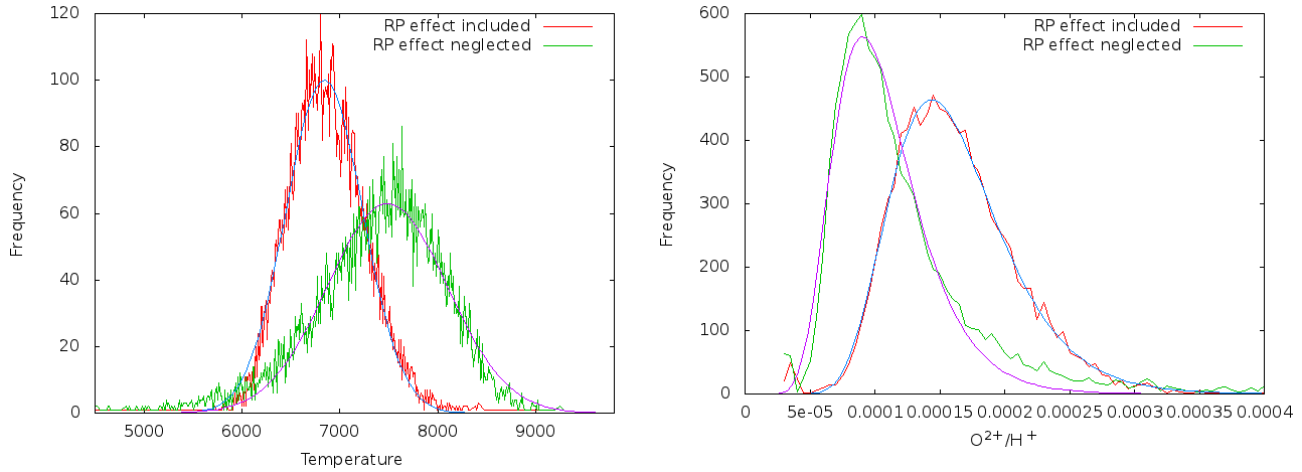 120
100
80
60
40
20
0
Frequency
5000 6000 7000 8000 9000
Temperature
RP effect included
RP effect neglected
600
500
400
300
200
100
0
Frequency
0 5e-05 0.0001 0.00015 0.0002 0.00025 0.0003 0.00035 0.0004
O²⁺/H⁺
RP effect included
RP effect neglected